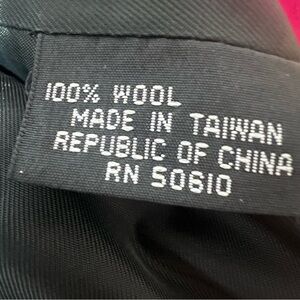 100% WOOL
MADE IN TAIWAN
REPUBLIC OF CHINA
RN 50610